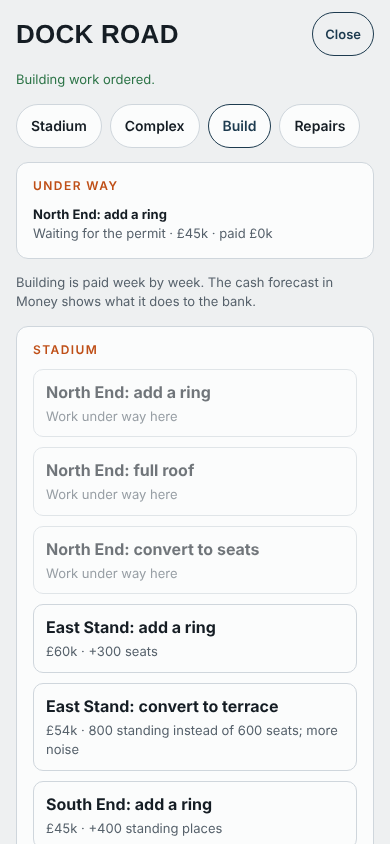 DOCK ROAD
Close
Building work ordered.
Stadium
Complex
Build
Repairs
UNDER WAY
North End: add a ring
Waiting for the permit · £45k · paid £0k
Building is paid week by week. The cash forecast in
Money shows what it does to the bank.
STADIUM
North End: add a ring
Work under way here
North End: full roof
Work under way here
North End: convert to seats
Work under way here
East Stand: add a ring
£60k · +300 seats
East Stand: convert to terrace
£54k · 800 standing instead of 600 seats; more
noise
South End: add a ring
£45k · +400 standing places